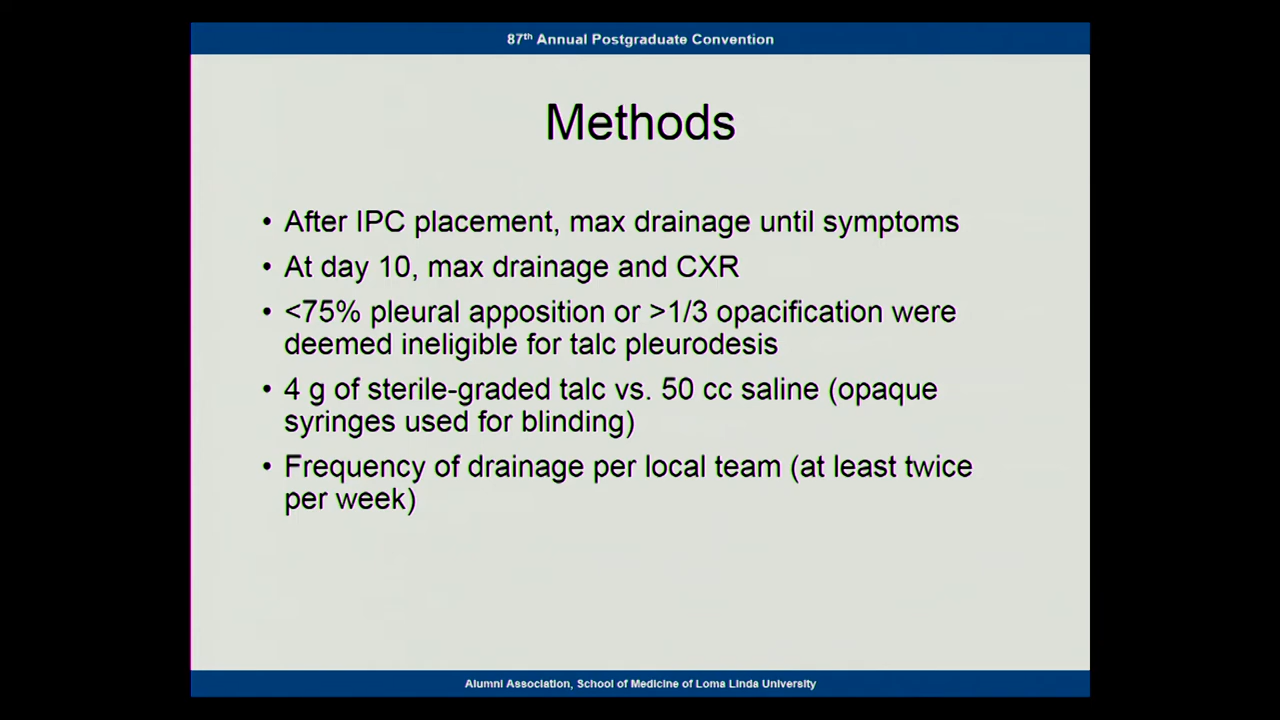 87th Annual Postgraduate Convention
Methods
• After IPC placement, max drainage until symptoms
• At day 10, max drainage and CXR
• <75% pleural apposition or >1/3 opacification were
deemed ineligible for talc pleurodesis
• 4 g of sterile-graded talc vs. 50 cc saline (opaque
syringes used for blinding)
• Frequency of drainage per local team (at least twice
per week)
Alumni Association, School of Medicine of Loma Linda University